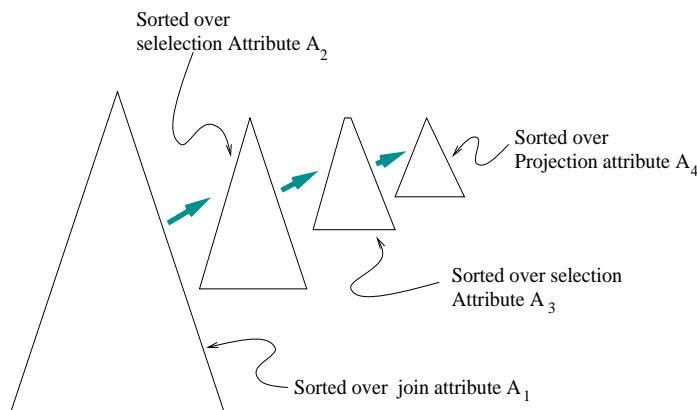 Sorted over
selelection Attribute A2
Sorted over
Projection attribute A4
Sorted over selection
Attribute A3
Sorted over join attribute A1